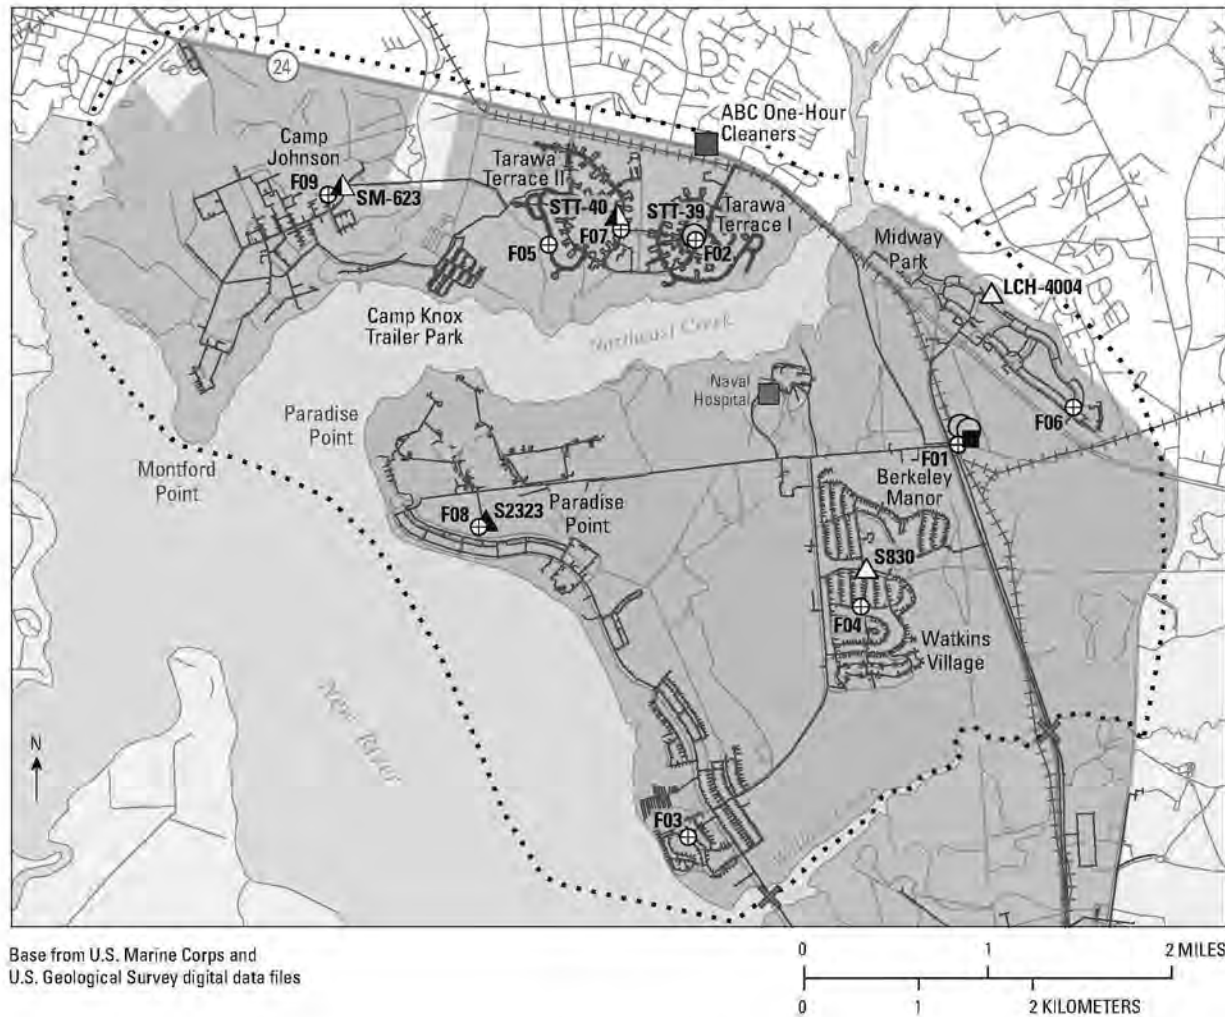 24
ABC One-Hour
Cleaners
Camp
Johnson
F09
SM-623
Tarawa
Terrace II
STT-40
F07
F05
STT-39
F02
Tarawa
Terrace I
Midway
Park
LCH-4004
Camp Knox
Trailer Park
Northeast Creek
Naval
Hospital
F06
Paradise
Point
F01
Montford
Point
Berkeley
Manor
F08
S2323
Paradise
Point
S830
F04
Watkins
Village
New River
N
F03
Base from U.S. Marine Corps and
U.S. Geological Survey digital data files
0 1 2 MILES
0 1 2 KILOMETERS